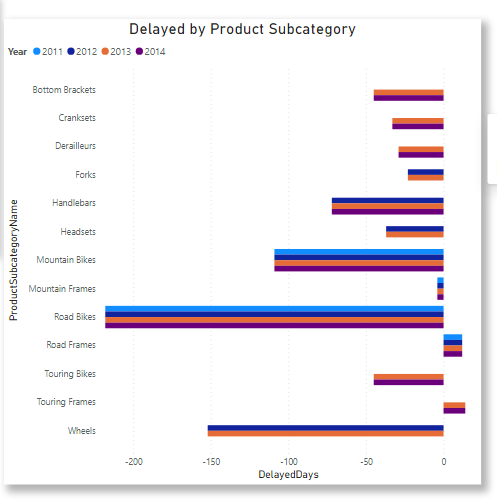 Delayed by Product Subcategory
Year 2011 2012 2013 2014
Bottom Brackets
Cranksets
Derailleurs
Forks
Handlebars
Headsets
Mountain Bikes
Mountain Frames
Road Bikes
Road Frames
Touring Bikes
Touring Frames
Wheels
ProductSubcategoryName
-200 -150 -100 -50 0
DelayedDays